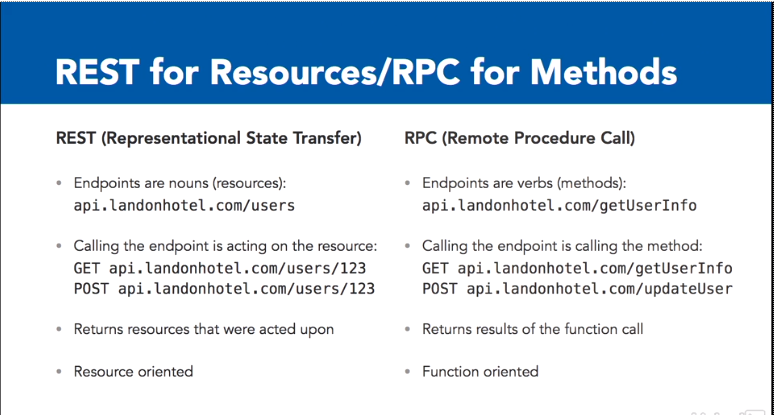 REST for Resources/RPC for Methods
REST (Representational State Transfer)
• Endpoints are nouns (resources):
api.landonhotel.com/users
• Calling the endpoint is acting on the resource:
GET api.landonhotel.com/users/123
POST api.landonhotel.com/users/123
• Returns resources that were acted upon
• Resource oriented
RPC (Remote Procedure Call)
• Endpoints are verbs (methods):
api.landonhotel.com/getUserInfo
• Calling the endpoint is calling the method:
GET api.landonhotel.com/getUserInfo
POST api.landonhotel.com/updateUser
• Returns results of the function call
• Function oriented